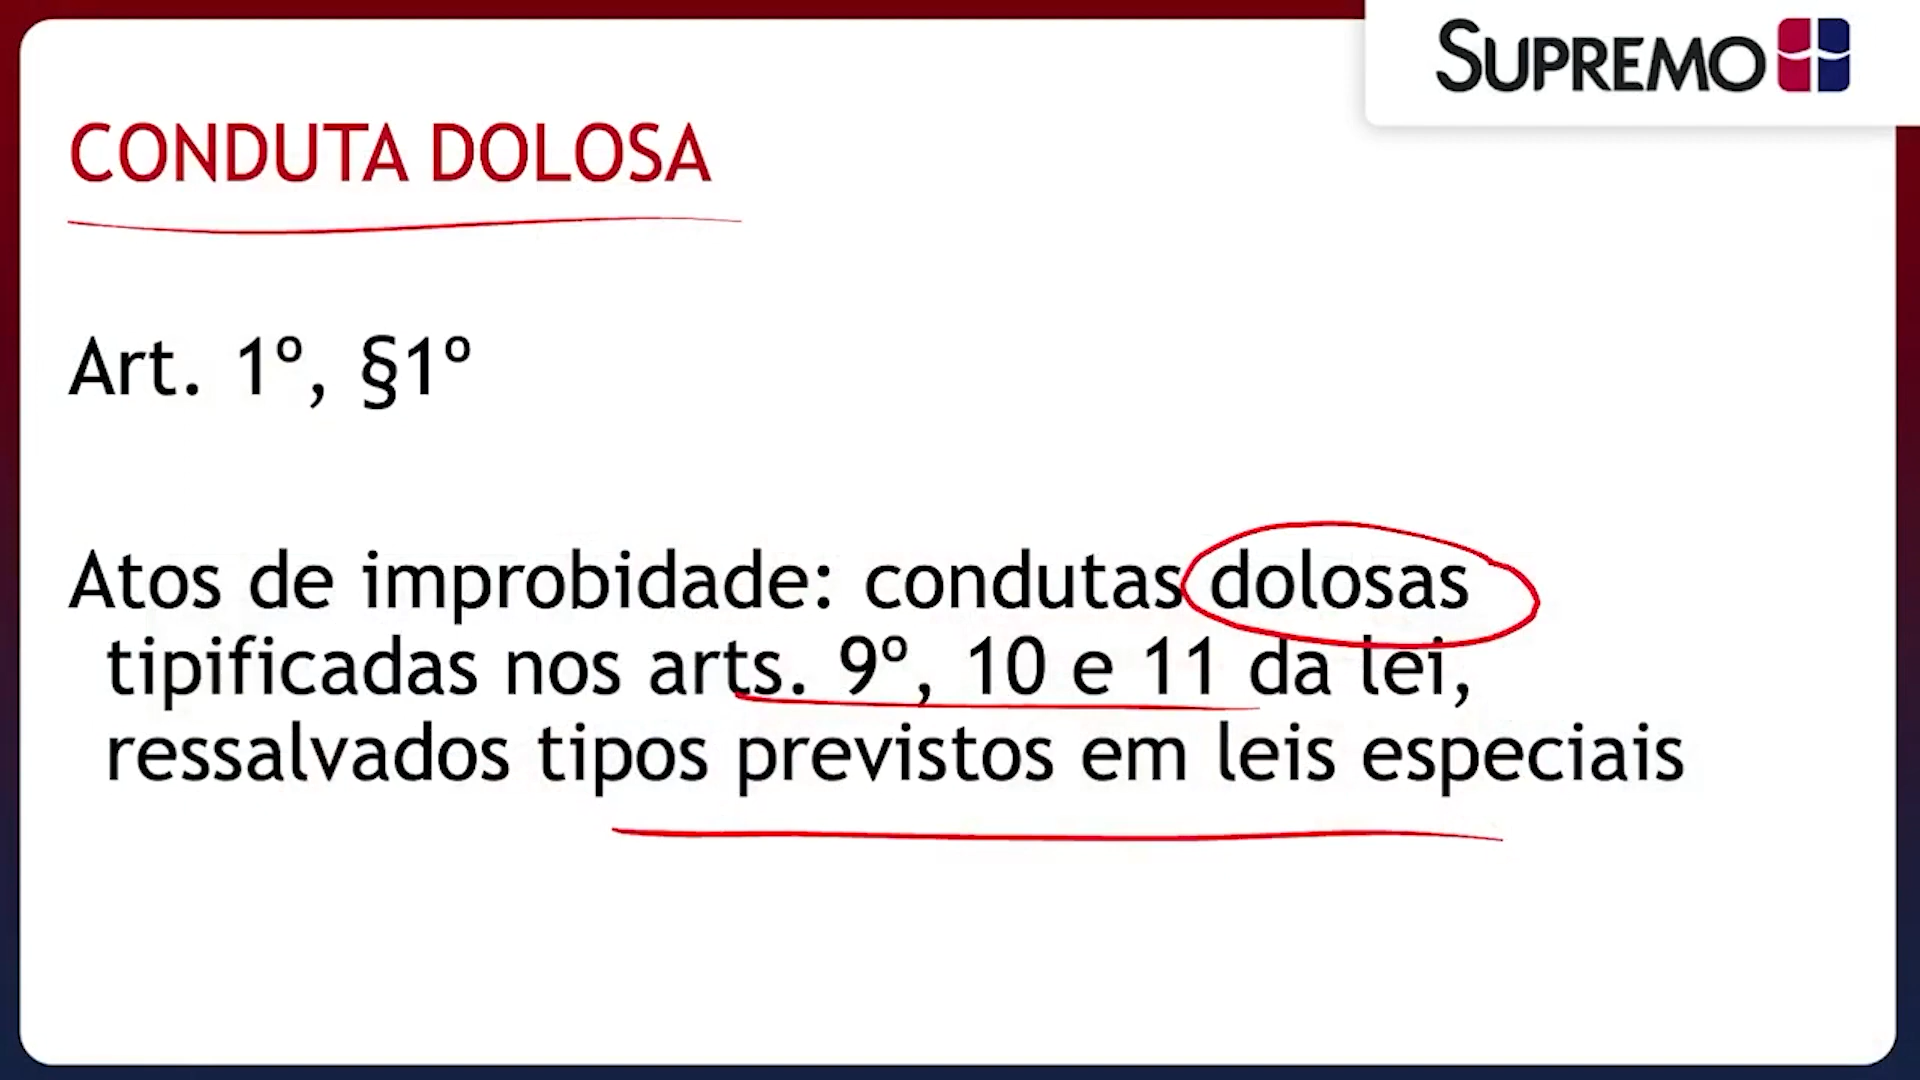 SUPREMO
CONDUTA DOLOSA
Art. 1º, §1º
Atos de improbidade: condutas dolosas
tipificadas nos arts. 9º, 10 e 11 da lei,
ressalvados tipos previstos em leis especiais